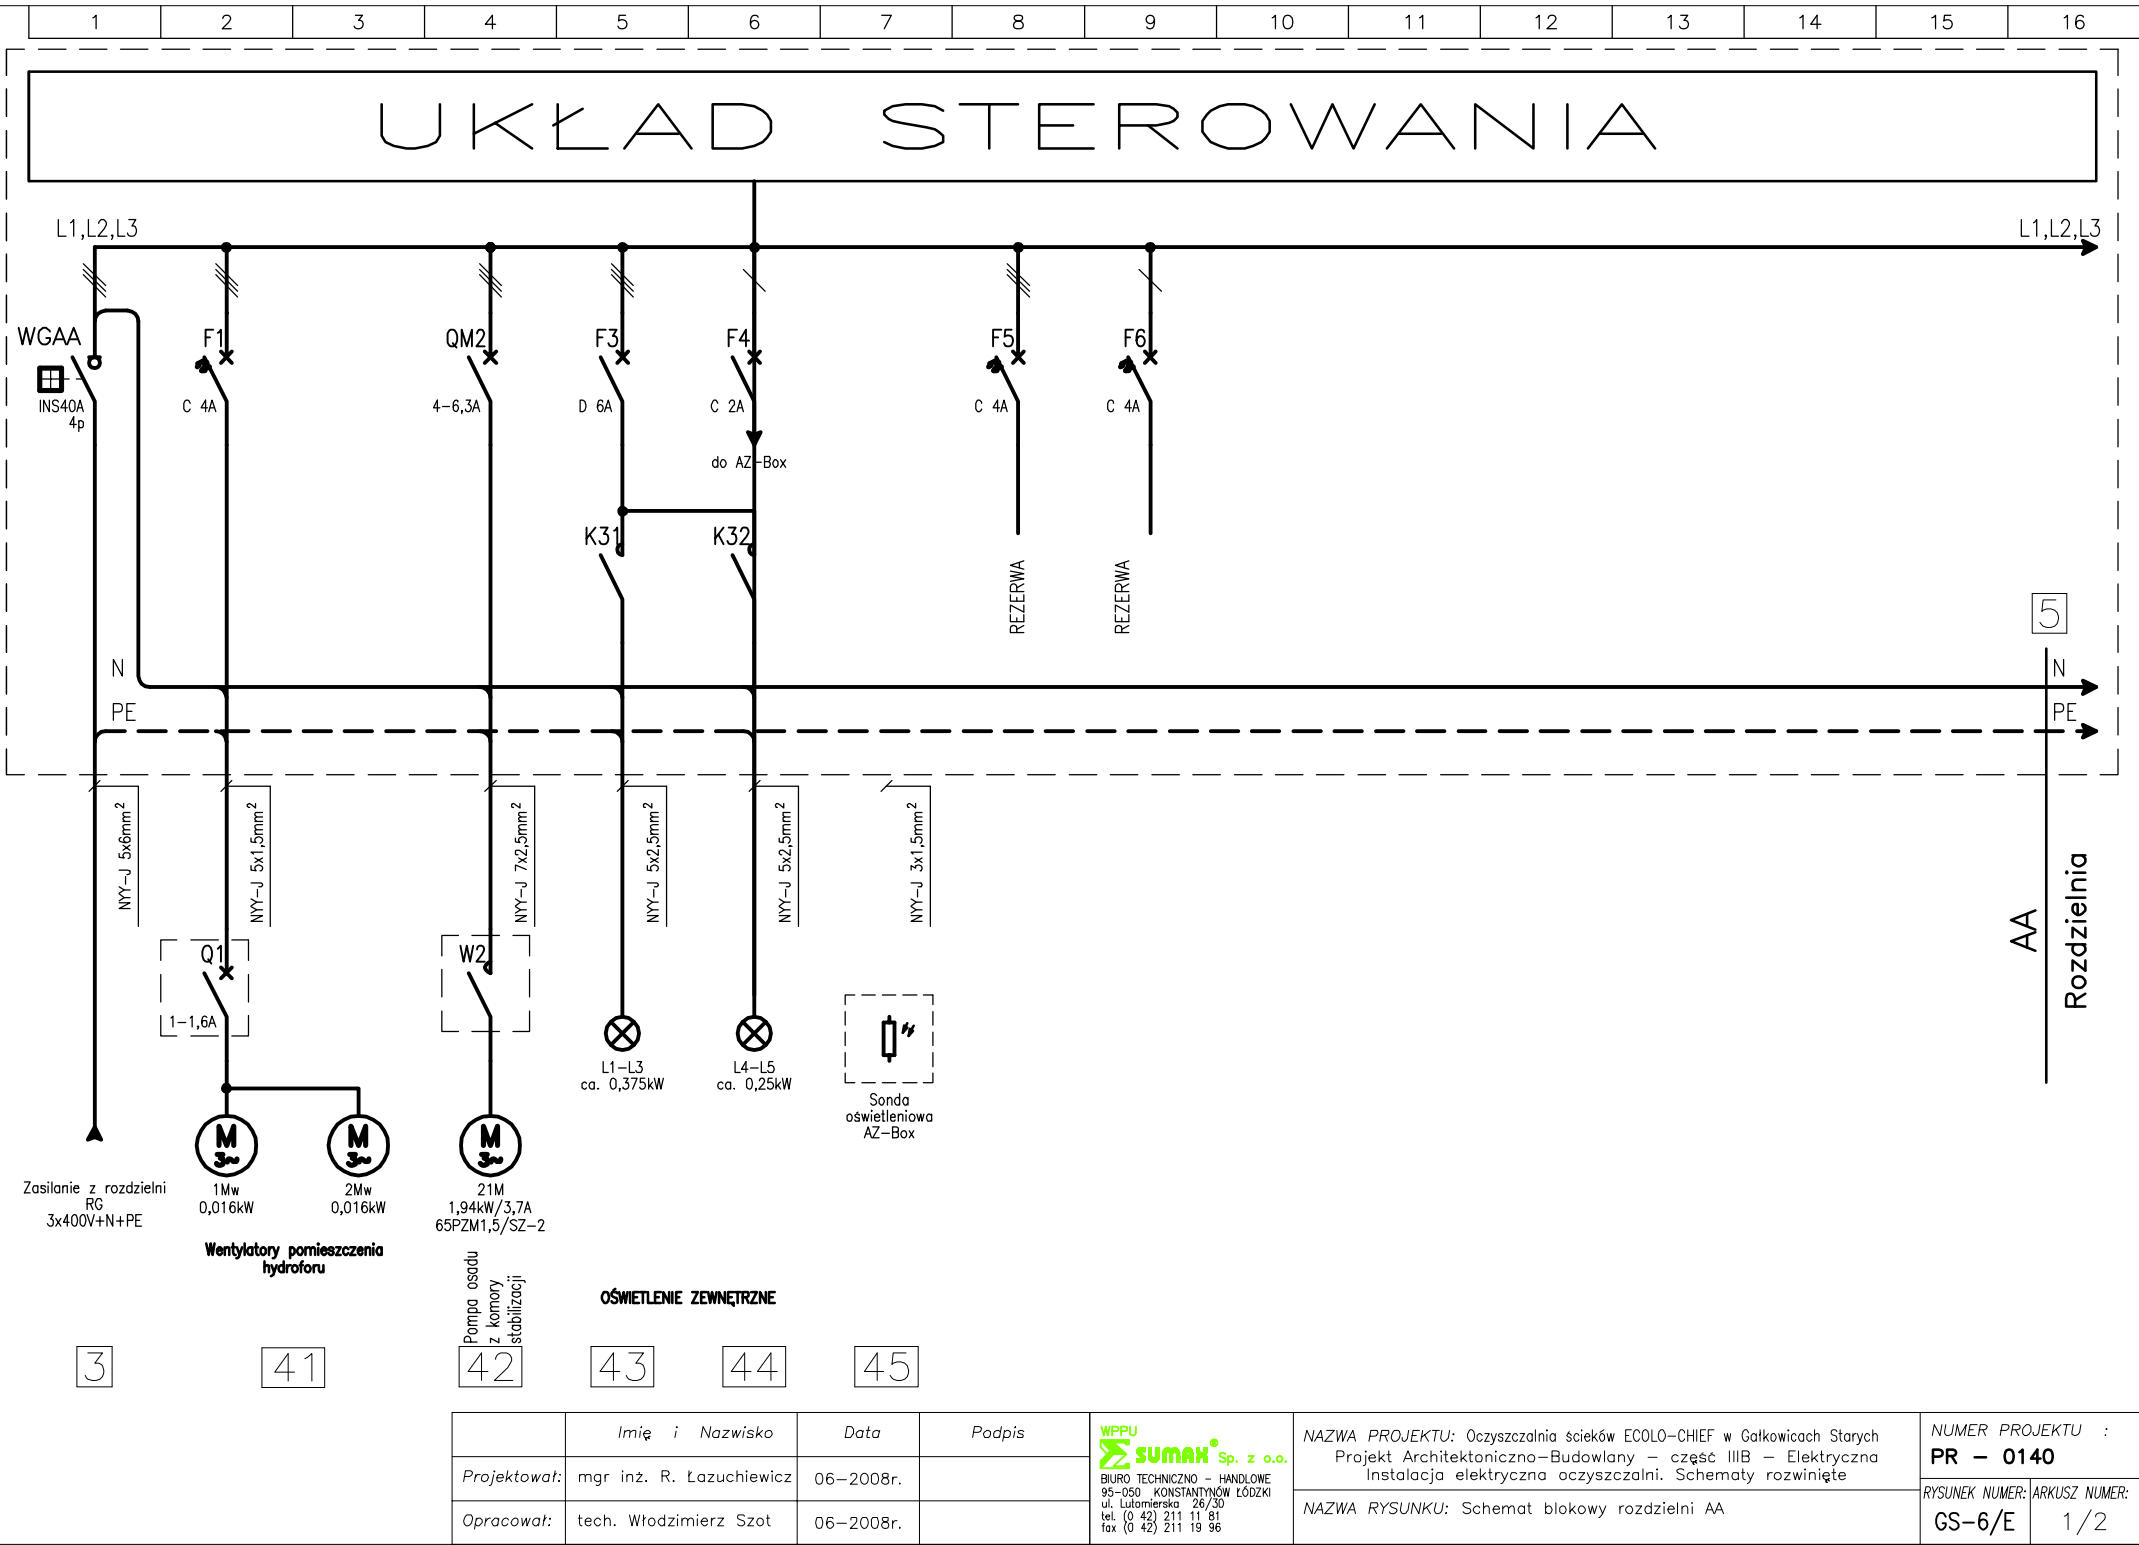 1 2 3 4 5 6 7 8 9 10 11 12 13 14 15 16
UKŁAD STEROWANIA
L1,L2,L3
L1,L2,L3
WGAA
INS40A
4p
F1
C 4A
QM2
4-6,3A
F3
D 6A
F4
C 2A
do AZ-Box
F5
C 4A
F6
C 4A
K31
K32
REZERWA
REZERWA
5
N
N
PE
PE
NYY-J 5x6mm²
NYY-J 5x1,5mm²
NYY-J 7x2,5mm²
NYY-J 5x2,5mm²
NYY-J 5x2,5mm²
NYY-J 3x1,5mm²
AA
Rozdzielnia
Q1
1-1,6A
W2
L1-L3
ca. 0,375kW
L4-L5
ca. 0,25kW
Sonda
oświetleniowa
AZ-Box
M
3~
M
3~
M
3~
Zasilanie z rozdzielni
RG
3x400V+N+PE
1Mw
0,016kW
2Mw
0,016kW
21M
1,94kW/3,7A
65PZM1,5/SZ-2
Wentylatory pomieszczenia
hydroforu
Pompa osadu
z komory
stabilizacji
OŚWIETLENIE ZEWNĘTRZNE
3
41
42
43
44
45
Imię i Nazwisko
Data
Podpis
Projektował:
mgr inż. R. Łazuchiewicz
06-2008r.
Opracował:
tech. Włodzimierz Szot
06-2008r.
WPPU
SUMAX® Sp. z o.o.
BIURO TECHNICZNO - HANDLOWE
95-050 KONSTANTYNÓW ŁÓDZKI
ul. Lutomierska 26/30
tel. (0 42) 211 11 81
fax (0 42) 211 19 96
NAZWA PROJEKTU: Oczyszczalnia ścieków ECOLO-CHIEF w Gałkowicach Starych
Projekt Architektoniczno-Budowlany - część IIIB - Elektryczna
Instalacja elektryczna oczyszczalni. Schematy rozwinięte
NAZWA RYSUNKU: Schemat blokowy rozdzielni AA
NUMER PROJEKTU :
PR - 0140
RYSUNEK NUMER:
GS-6/E
ARKUSZ NUMER:
1/2